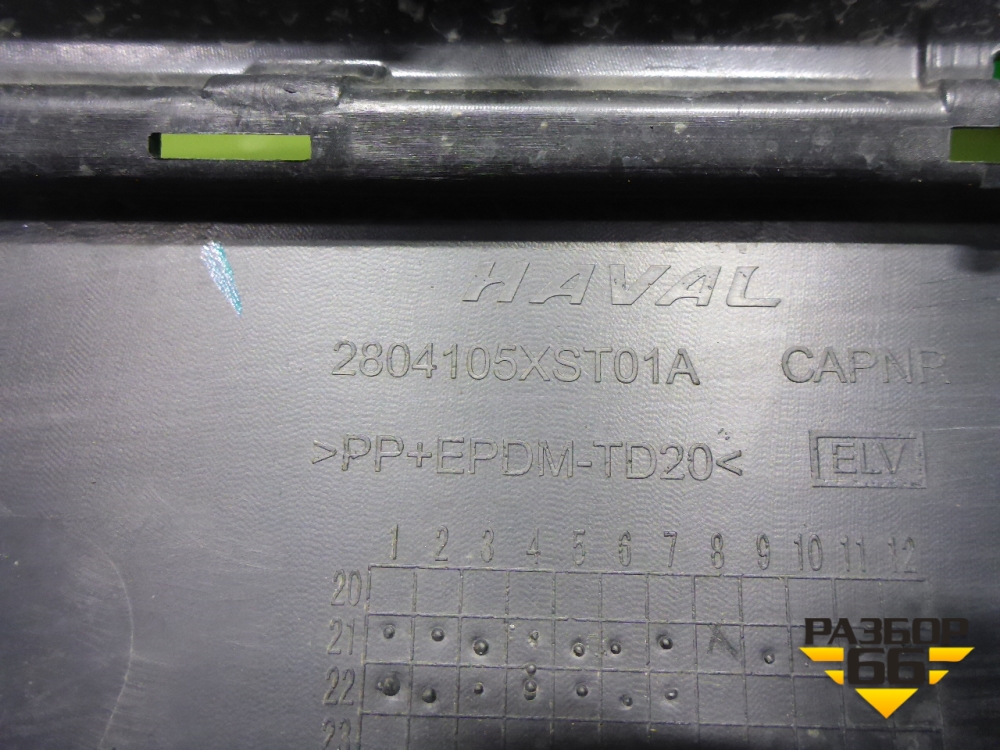 HAVAL
2804105XST01A CAPNR
>PP+EPDM-TD20< ELV
1 2 3 4 5 6 7 8 9 10 11 12
20
21
22
23
РАЗБОР
66